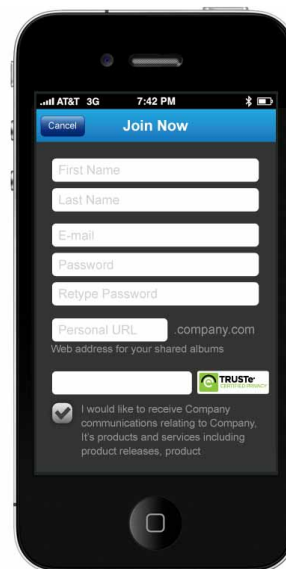 AT&T 3G 7:42 PM
Cancel Join Now
First Name
Last Name
E-mail
Password
Retype Password
Personal URL .company.com
Web address for your shared albums
TRUSTe
CERTIFIED PRIVACY
I would like to receive Company
communications relating to Company,
It's products and services including
product releases, product